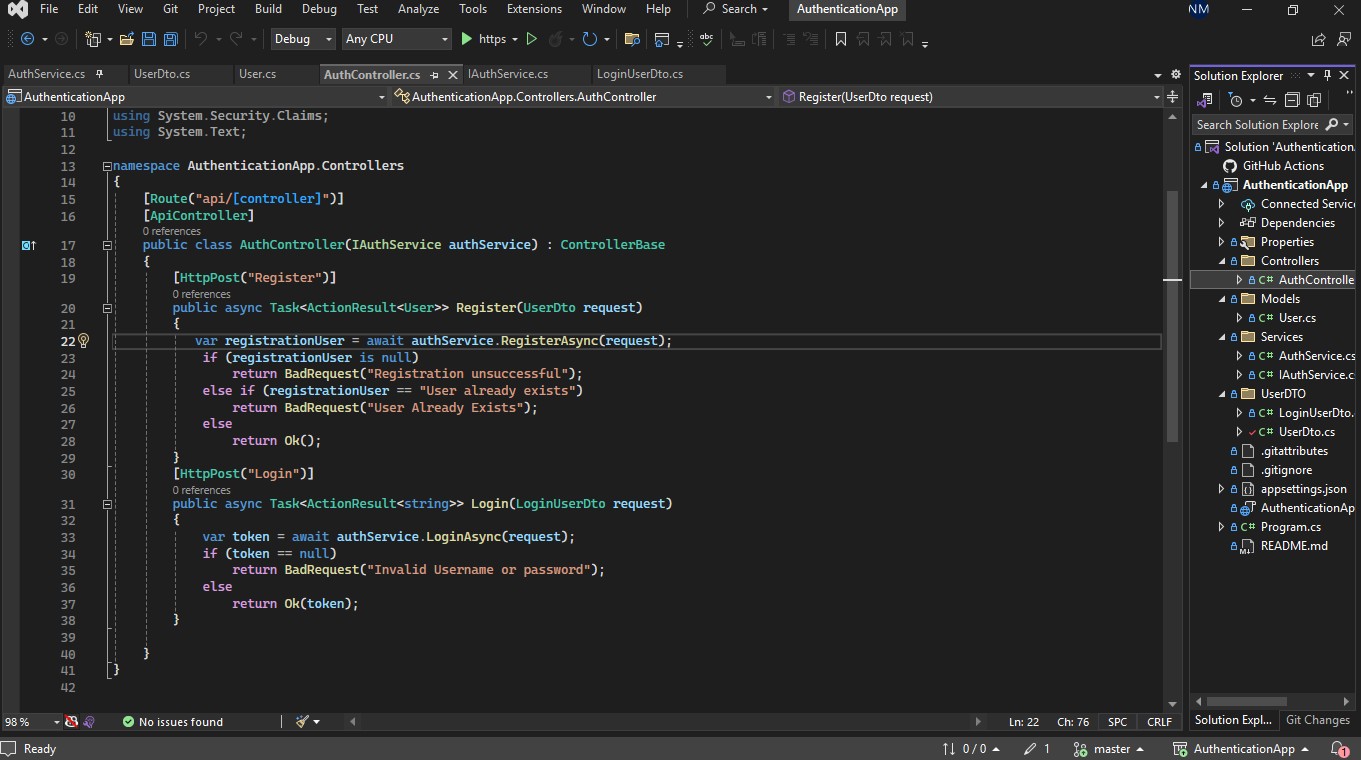 File Edit View Git Project Build Debug Test Analyze Tools Extensions Window Help Search AuthenticationApp NM
Debug Any CPU https
AuthService.cs UserDto.cs User.cs AuthController.cs IAuthService.cs LoginUserDto.cs
AuthenticationApp AuthenticationApp.Controllers.AuthController Register(UserDto request)
10 using System.Security.Claims;
11 using System.Text;
12
13 namespace AuthenticationApp.Controllers
14 {
15 [Route("api/[controller]")]
16 [ApiController]
0 references
17 public class AuthController(IAuthService authService) : ControllerBase
18 {
19 [HttpPost("Register")]
0 references
20 public async Task<ActionResult<User>> Register(UserDto request)
21 {
22 var registrationUser = await authService.RegisterAsync(request);
23 if (registrationUser is null)
24 return BadRequest("Registration unsuccessful");
25 else if (registrationUser == "User already exists")
26 return BadRequest("User Already Exists");
27 else
28 return Ok();
29 }
30 [HttpPost("Login")]
0 references
31 public async Task<ActionResult<string>> Login(LoginUserDto request)
32 {
33 var token = await authService.LoginAsync(request);
34 if (token == null)
35 return BadRequest("Invalid Username or password");
36 else
37 return Ok(token);
38 }
39
40 }
41 }
42
98 % No issues found Ln: 22 Ch: 76 SPC CRLF
Solution Explorer
Search Solution Explore
Solution 'Authentication
GitHub Actions
AuthenticationApp
Connected Servic
Dependencies
Properties
Controllers
C# AuthControlle
Models
C# User.cs
Services
C# AuthService.cs
C# IAuthService.c
UserDTO
C# LoginUserDto.
C# UserDto.cs
.gitattributes
.gitignore
appsettings.json
AuthenticationAp
C# Program.cs
README.md
Solution Expl... Git Changes
Ready 0 / 0 1 master AuthenticationApp 1